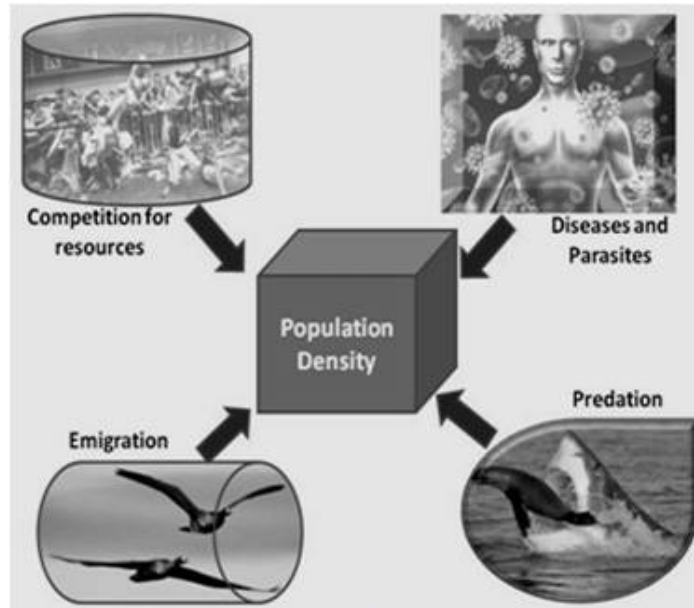 Competition for
resources
Diseases and
Parasites
Population
Density
Emigration
Predation